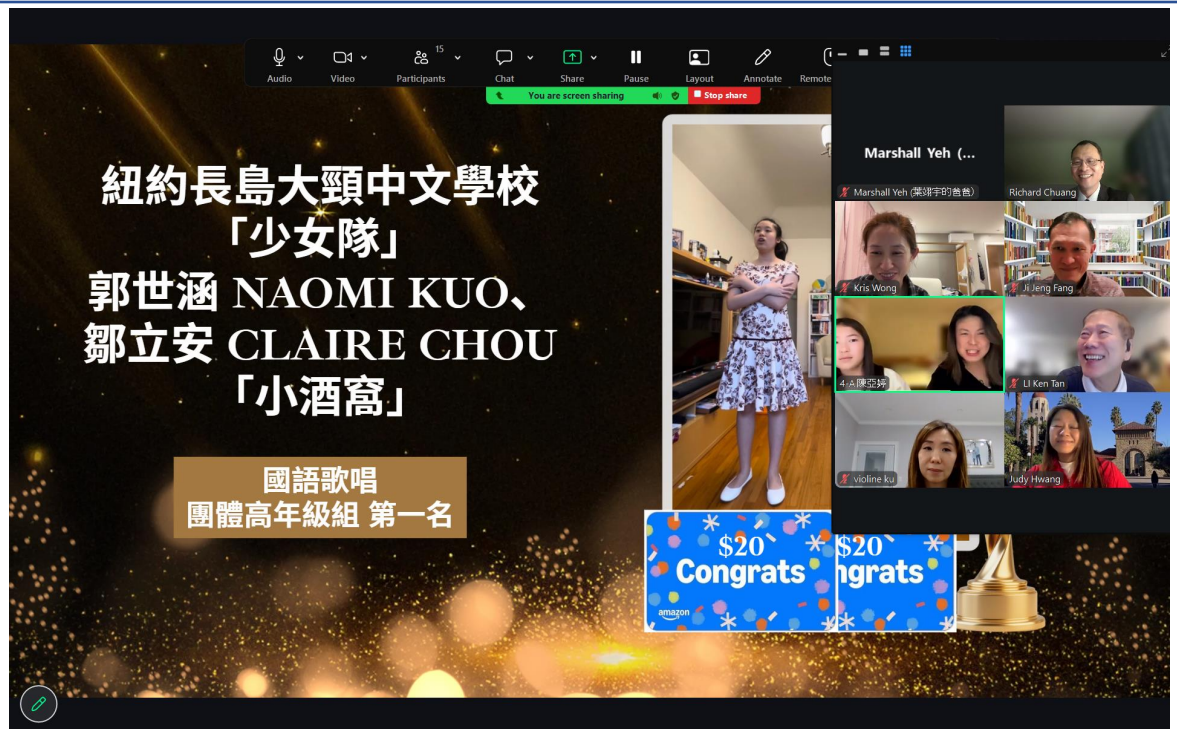 15
Audio
Video
Participants
Chat
Share
Pause
Layout
Annotate
Remote
You are screen sharing
Stop share
紐約長島大頸中文學校
「少女隊」
郭世涵 NAOMI KUO、
鄒立安 CLAIRE CHOU
「小酒窩」
國語歌唱
團體高年級組 第一名
Marshall Yeh (...
Marshall Yeh (葉翊宇的爸爸)
Richard Chuang
Kris Wong
Ji Jeng Fang
4-A 陳亞婷
LI Ken Tan
violine ku
Judy Hwang
$20
Congrats
amazon
$20
ngrats